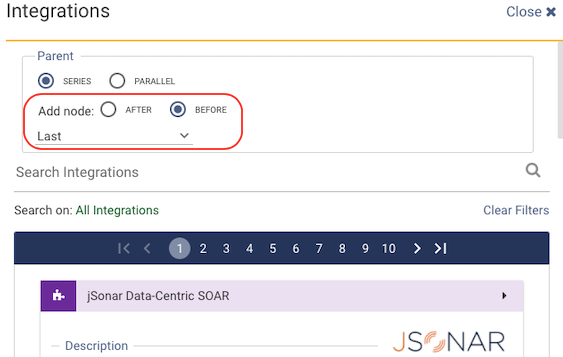 Integrations Close ✖
Parent
SERIES PARALLEL
Add node: AFTER BEFORE
Last
Search Integrations
Search on: All Integrations Clear Filters
1 2 3 4 5 6 7 8 9 10
jSonar Data-Centric SOAR
Description JSONAR